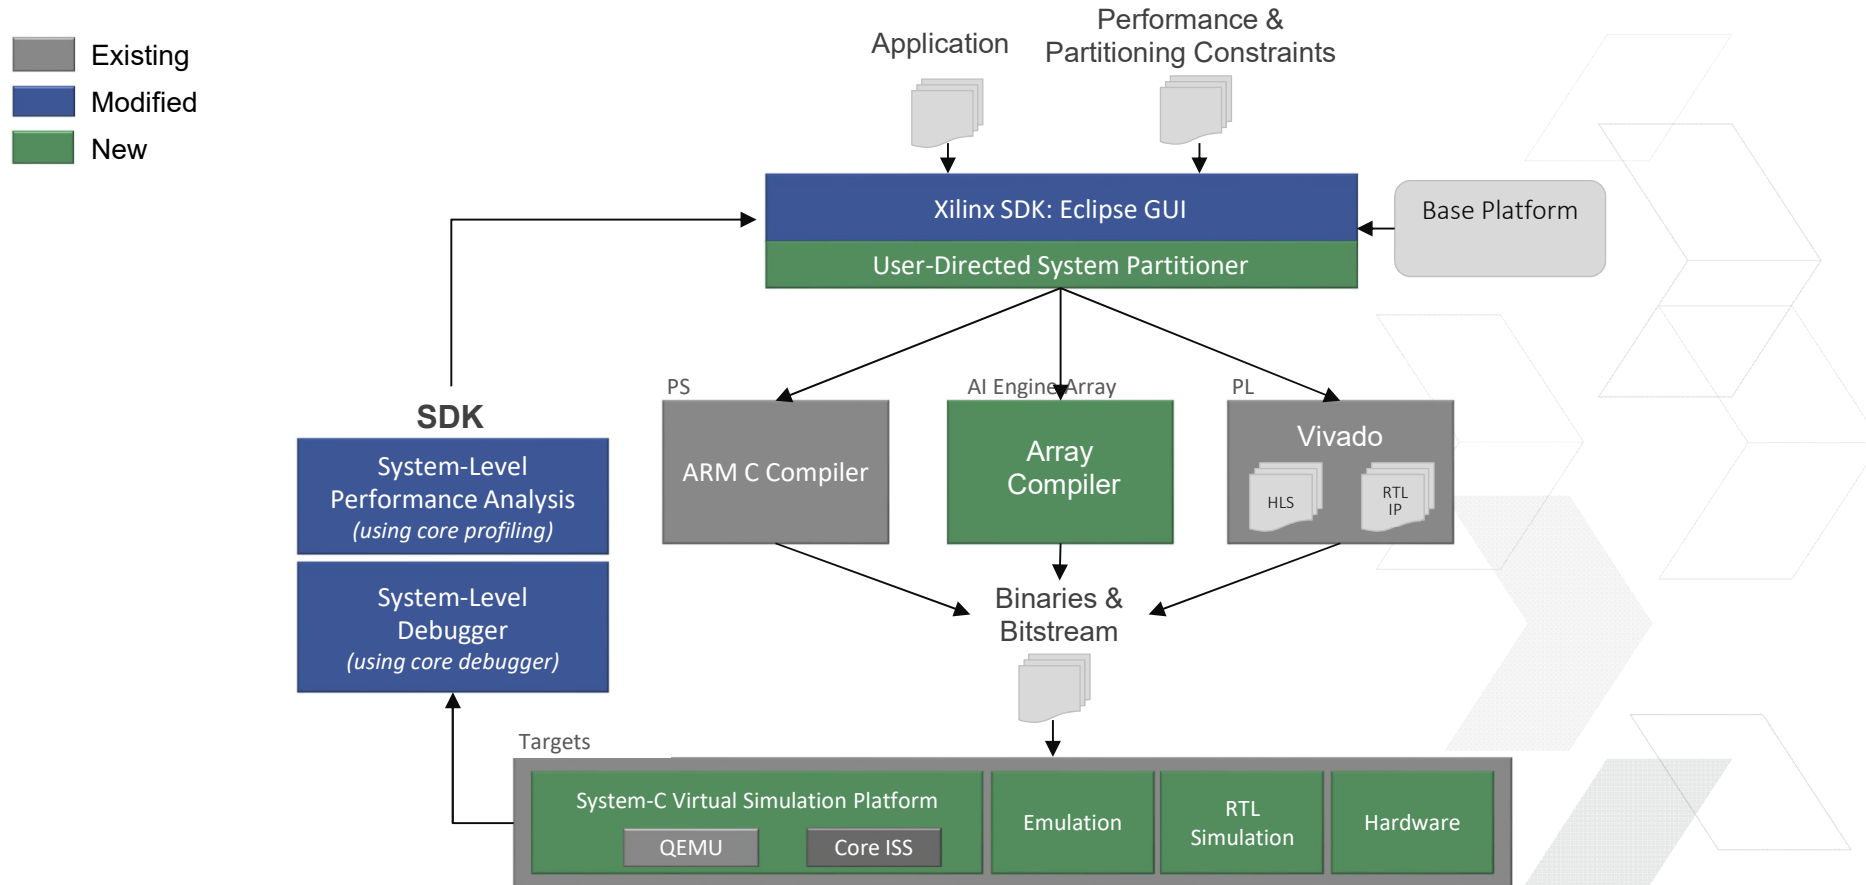 Existing
Modified
New
Application
Performance &
Partitioning Constraints
Xilinx SDK: Eclipse GUI
User-Directed System Partitioner
Base Platform
SDK
System-Level
Performance Analysis
(using core profiling)
System-Level
Debugger
(using core debugger)
PS
ARM C Compiler
AI Engine Array
Array
Compiler
PL
Vivado
HLS
RTL
IP
Binaries &
Bitstream
Targets
System-C Virtual Simulation Platform
QEMU
Core ISS
Emulation
RTL
Simulation
Hardware